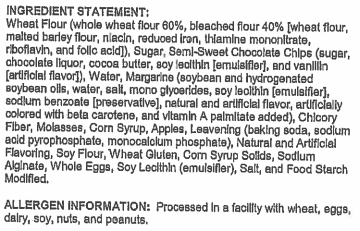 INGREDIENT STATEMENT:
Wheat Flour (whole wheat flour 60%, bleached flour 40% [wheat flour,
malted barley flour, niacin, reduced iron, thiamine mononitrate,
riboflavin, and folic acid]), Sugar, Semi-Sweet Chocolate Chips (sugar,
chocolate liquor, cocoa butter, soy lecithin [emulsifier], and vanillin
[artificial flavor]), Water, Margarine (soybean and hydrogenated
soybean oils, water, salt, mono glycerides, soy lecithin [emulsifier],
sodium benzoate [preservative], natural and artificial flavor, artificially
colored with beta carotene, and vitamin A palmitate added), Chicory
Fiber, Molasses, Corn Syrup, Apples, Leavening (baking soda, sodium
acid pyrophosphate, monocalcium phosphate), Natural and Artificial
Flavoring, Soy Flour, Wheat Gluten, Corn Syrup Solids, Sodium
Alginate, Whole Eggs, Soy Lecithin (emulsifier), Salt, and Food Starch
Modified.
ALLERGEN INFORMATION: Processed in a facility with wheat, eggs,
dairy, soy, nuts, and peanuts.